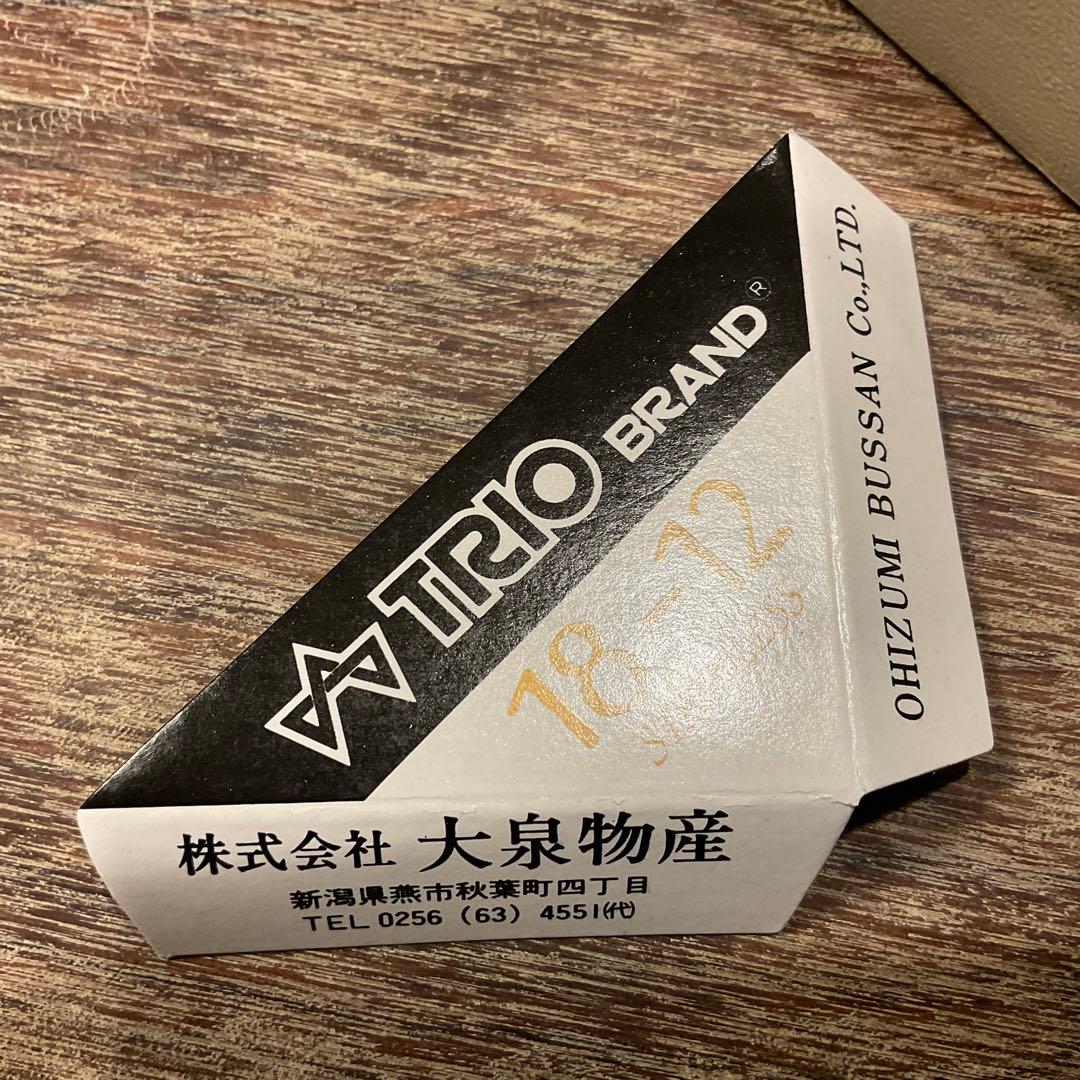 TRIO BRAND ®
18-12
OHIZUMI BUSSAN Co.,LTD.
株式会社 大泉物産
新潟県燕市秋葉町四丁目
TEL 0256 (63) 4551(代)